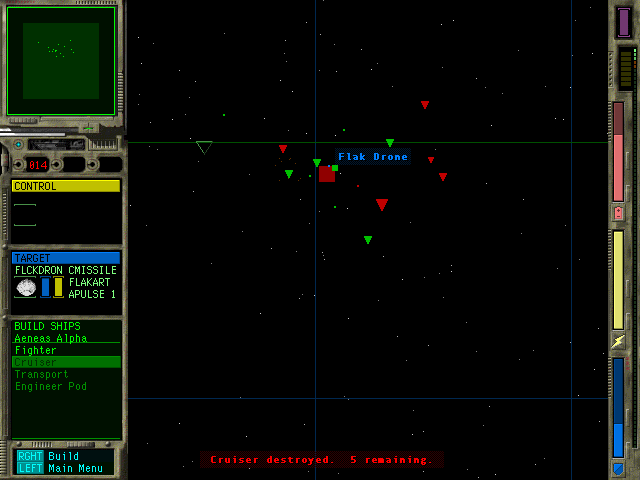 Flak Drone
014
CONTROL
TARGET
FLCKDRON CMISSILE
FLAKART
APULSE 1
BUILD SHIPS
Aeneas Alpha
Fighter
Cruiser
Transport
Engineer Pod
RGHT Build
LEFT Main Menu
Cruiser destroyed. 5 remaining.